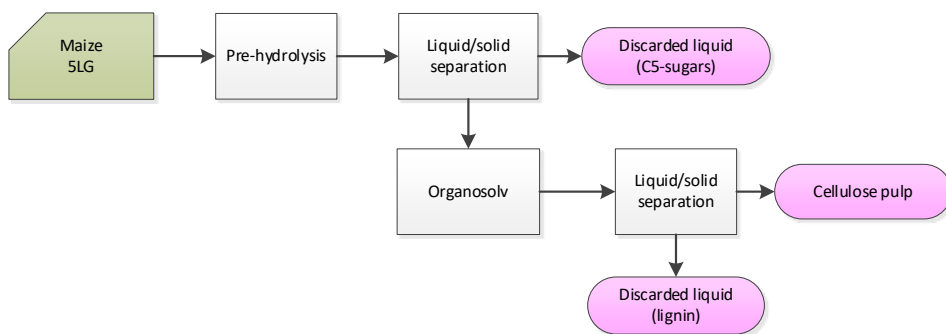 Maize
5LG
Pre-hydrolysis
Liquid/solid
separation
Discarded liquid
(C5-sugars)
Organosolv
Liquid/solid
separation
Cellulose pulp
Discarded liquid
(lignin)